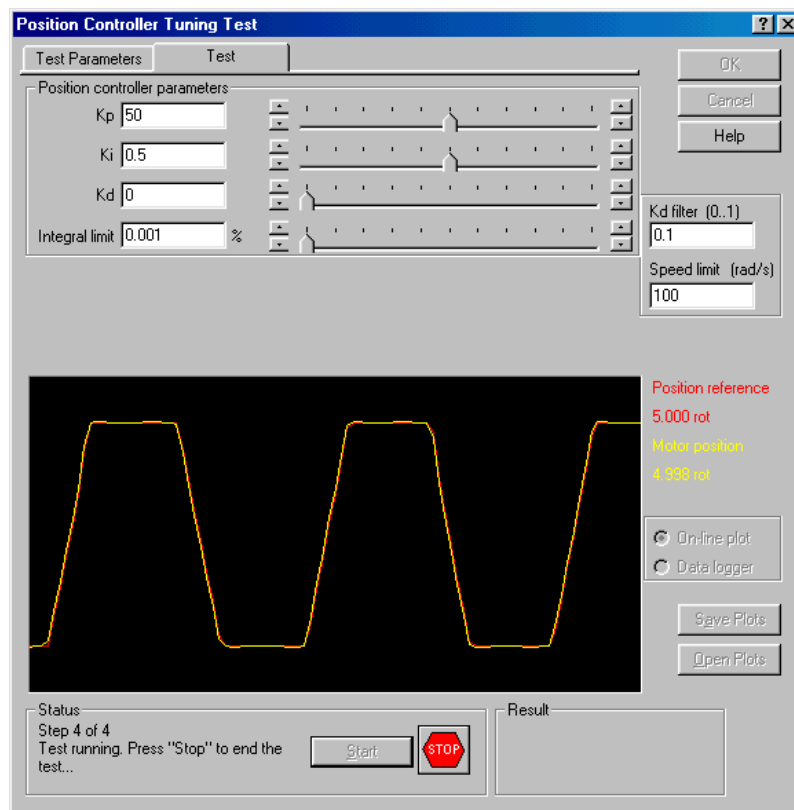 Position Controller Tuning Test
Test Parameters
Test
OK
Cancel
Help
Position controller parameters
Kp 50
Ki 0.5
Kd 0
Integral limit 0.001 %
Kd filter (0..1)
0.1
Speed limit (rad/s)
100
Position reference
5.000 rot
Motor position
4.998 rot
On-line plot
Data logger
Save Plots
Open Plots
Status
Step 4 of 4
Test running. Press "Stop" to end the
test...
Start
STOP
Result